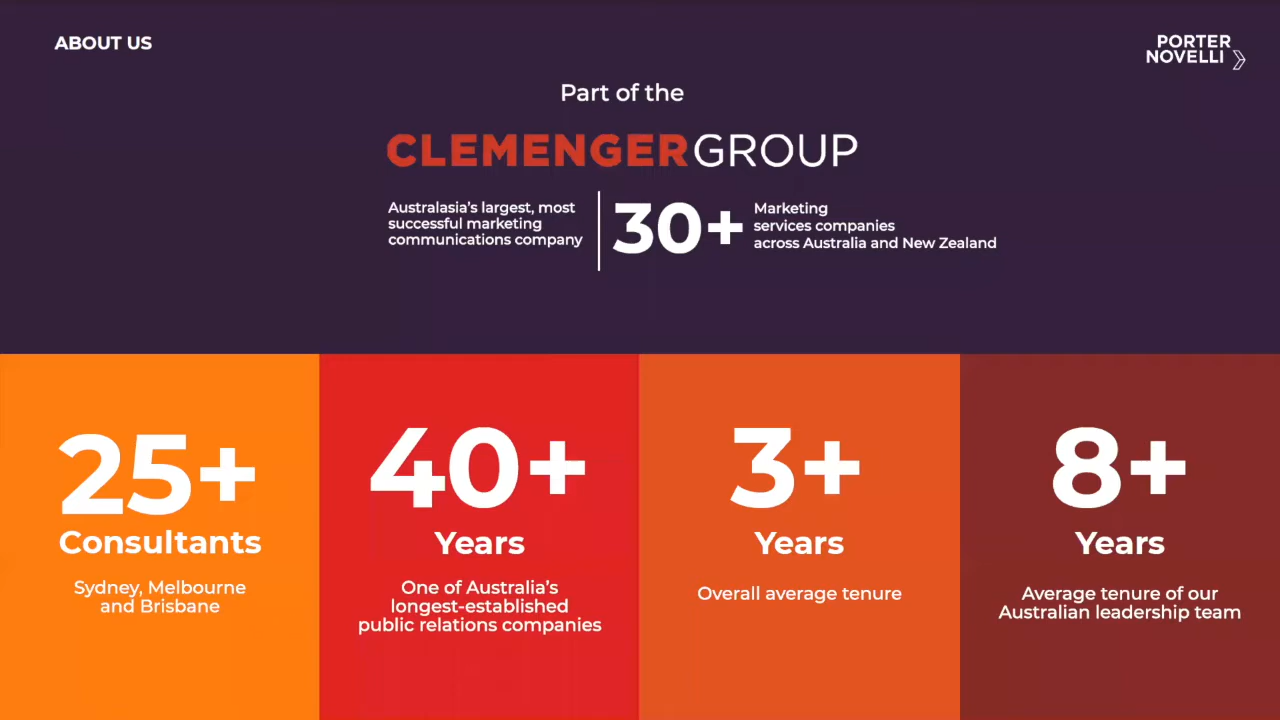 ABOUT US
PORTER
NOVELLI
Part of the
CLEMENGERGROUP
Australasia's largest, most
successful marketing
communications company
30+
Marketing
services companies
across Australia and New Zealand
25+
Consultants
Sydney, Melbourne
and Brisbane
40+
Years
One of Australia's
longest-established
public relations companies
3+
Years
Overall average tenure
8+
Years
Average tenure of our
Australian leadership team